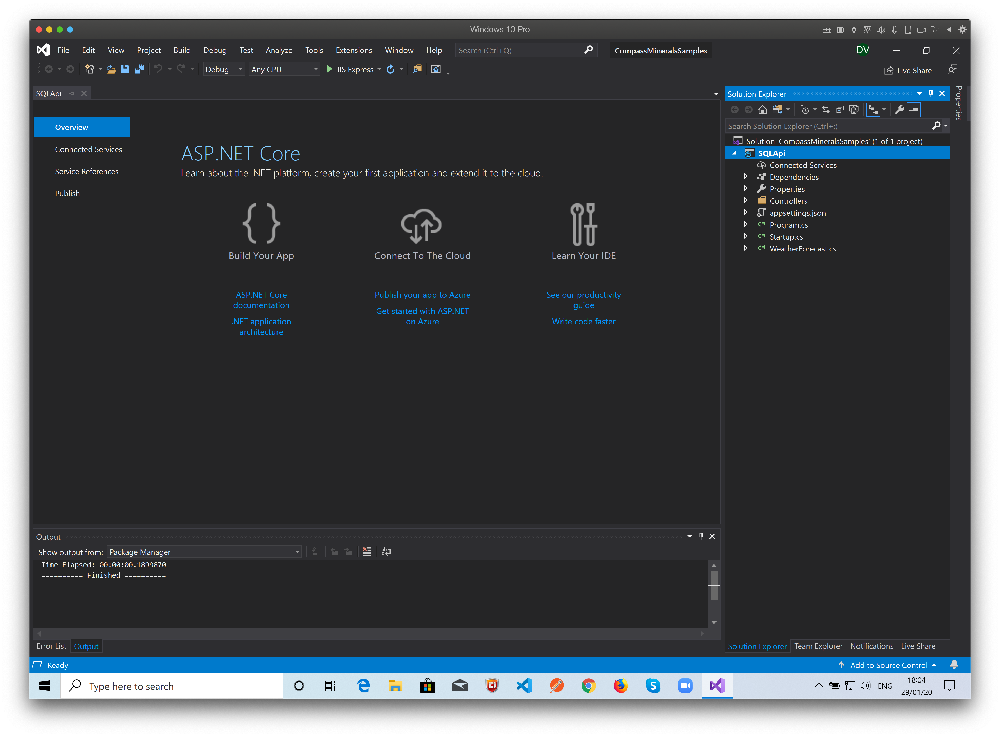 Windows 10 Pro
File Edit View Project Build Debug Test Analyze Tools Extensions Window Help Search (Ctrl+Q) CompassMineralsSamples DV
Debug Any CPU IIS Express Live Share
SQLApi
Overview
Connected Services
Service References
Publish
ASP.NET Core
Learn about the .NET platform, create your first application and extend it to the cloud.
Build Your App
Connect To The Cloud
Learn Your IDE
ASP.NET Core
documentation
.NET application
architecture
Publish your app to Azure
Get started with ASP.NET
on Azure
See our productivity
guide
Write code faster
Solution Explorer
Search Solution Explorer (Ctrl+;)
Solution 'CompassMineralsSamples' (1 of 1 project)
SQLApi
Connected Services
Dependencies
Properties
Controllers
appsettings.json
C# Program.cs
C# Startup.cs
C# WeatherForecast.cs
Properties
Output
Show output from: Package Manager
Time Elapsed: 00:00:00.1899870
========== Finished ==========
Error List Output
Solution Explorer Team Explorer Notifications Live Share
Ready
Add to Source Control
Type here to search
ENG
18:04
29/01/20